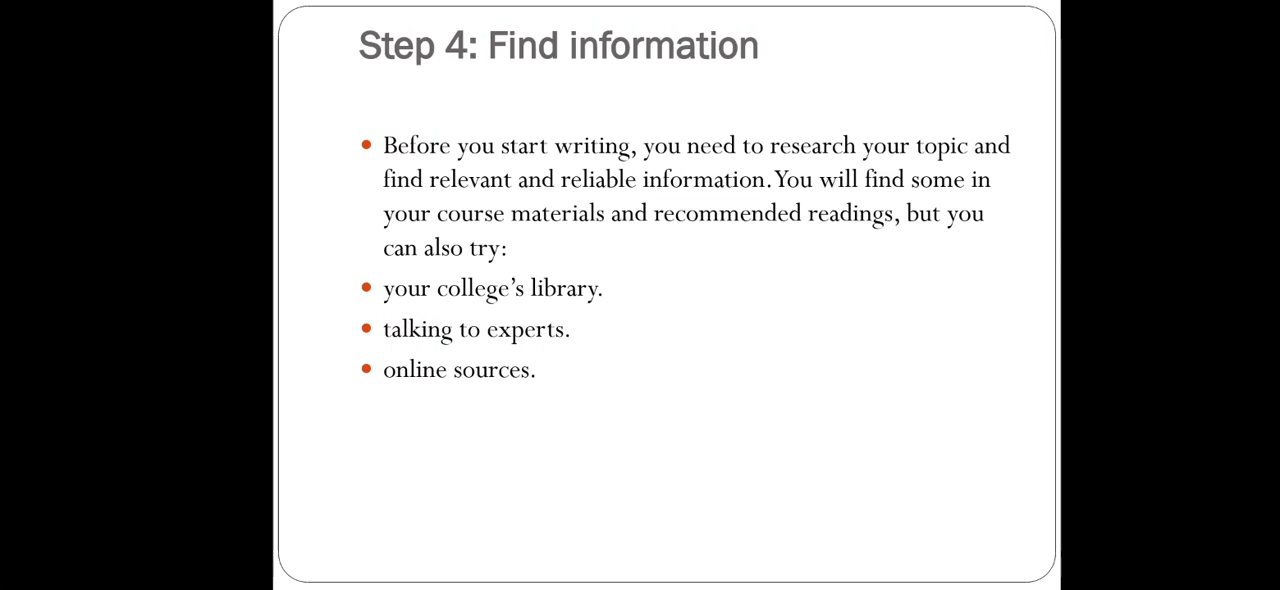 Step 4: Find information
• Before you start writing, you need to research your topic and
find relevant and reliable information. You will find some in
your course materials and recommended readings, but you
can also try:
• your college’s library.
• talking to experts.
• online sources.